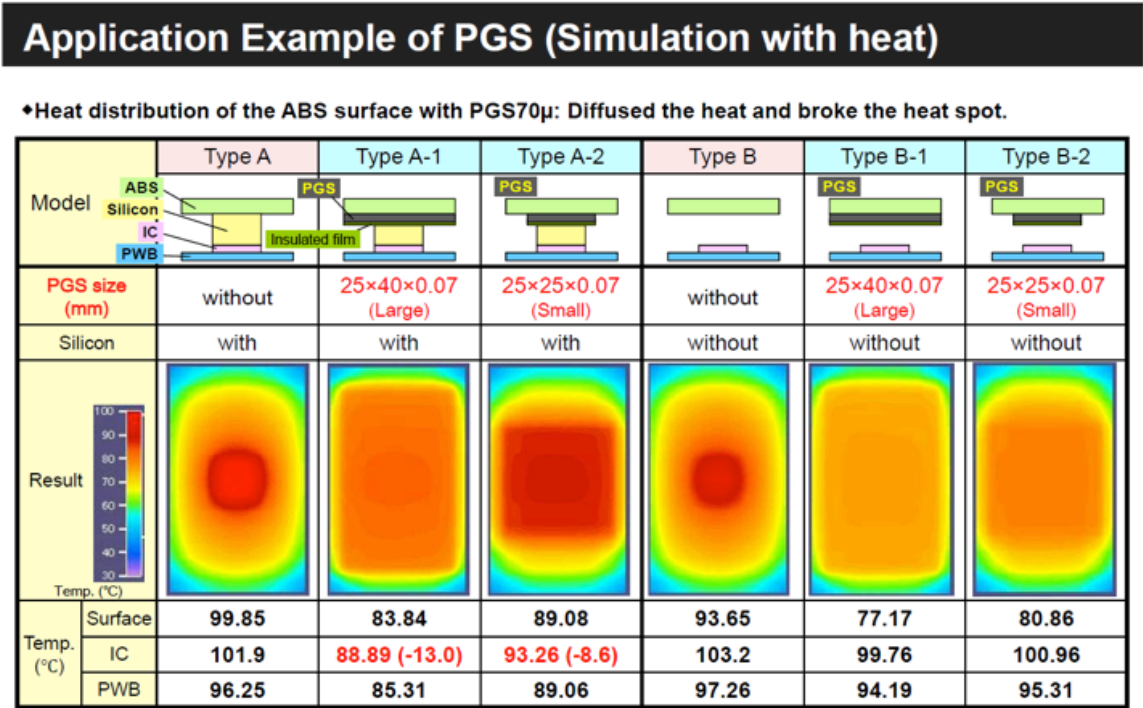 Application Example of PGS (Simulation with heat)
◆Heat distribution of the ABS surface with PGS70μ: Diffused the heat and broke the heat spot.
Model Type A Type A-1 Type A-2 Type B Type B-1 Type B-2
ABS PGS PGS PGS PGS
Silicon
IC Insulated film
PWB
PGS size (mm) without 25×40×0.07 (Large) 25×25×0.07 (Small) without 25×40×0.07 (Large) 25×25×0.07 (Small)
Silicon with with with without without without
Result
100
90
80
70
60
50
40
30
Temp. (℃)
Temp. (℃)
Surface 99.85 83.84 89.08 93.65 77.17 80.86
IC 101.9 88.89 (-13.0) 93.26 (-8.6) 103.2 99.76 100.96
PWB 96.25 85.31 89.06 97.26 94.19 95.31